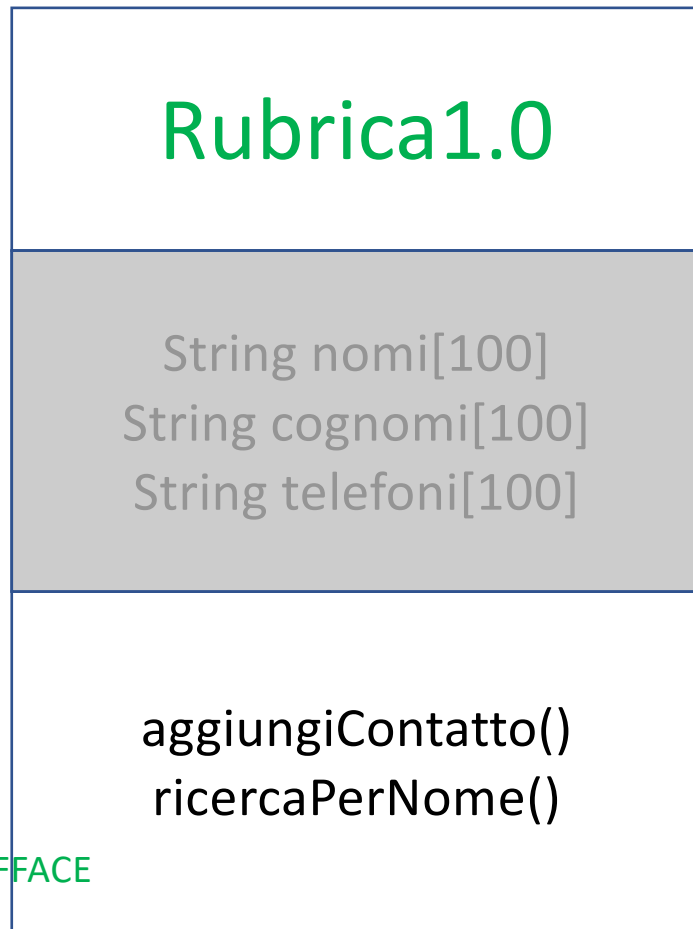 Rubrica1.0
String nomi[100]
String cognomi[100]
String telefoni[100]
aggiungiContatto()
ricercaPerNome()
FFACE